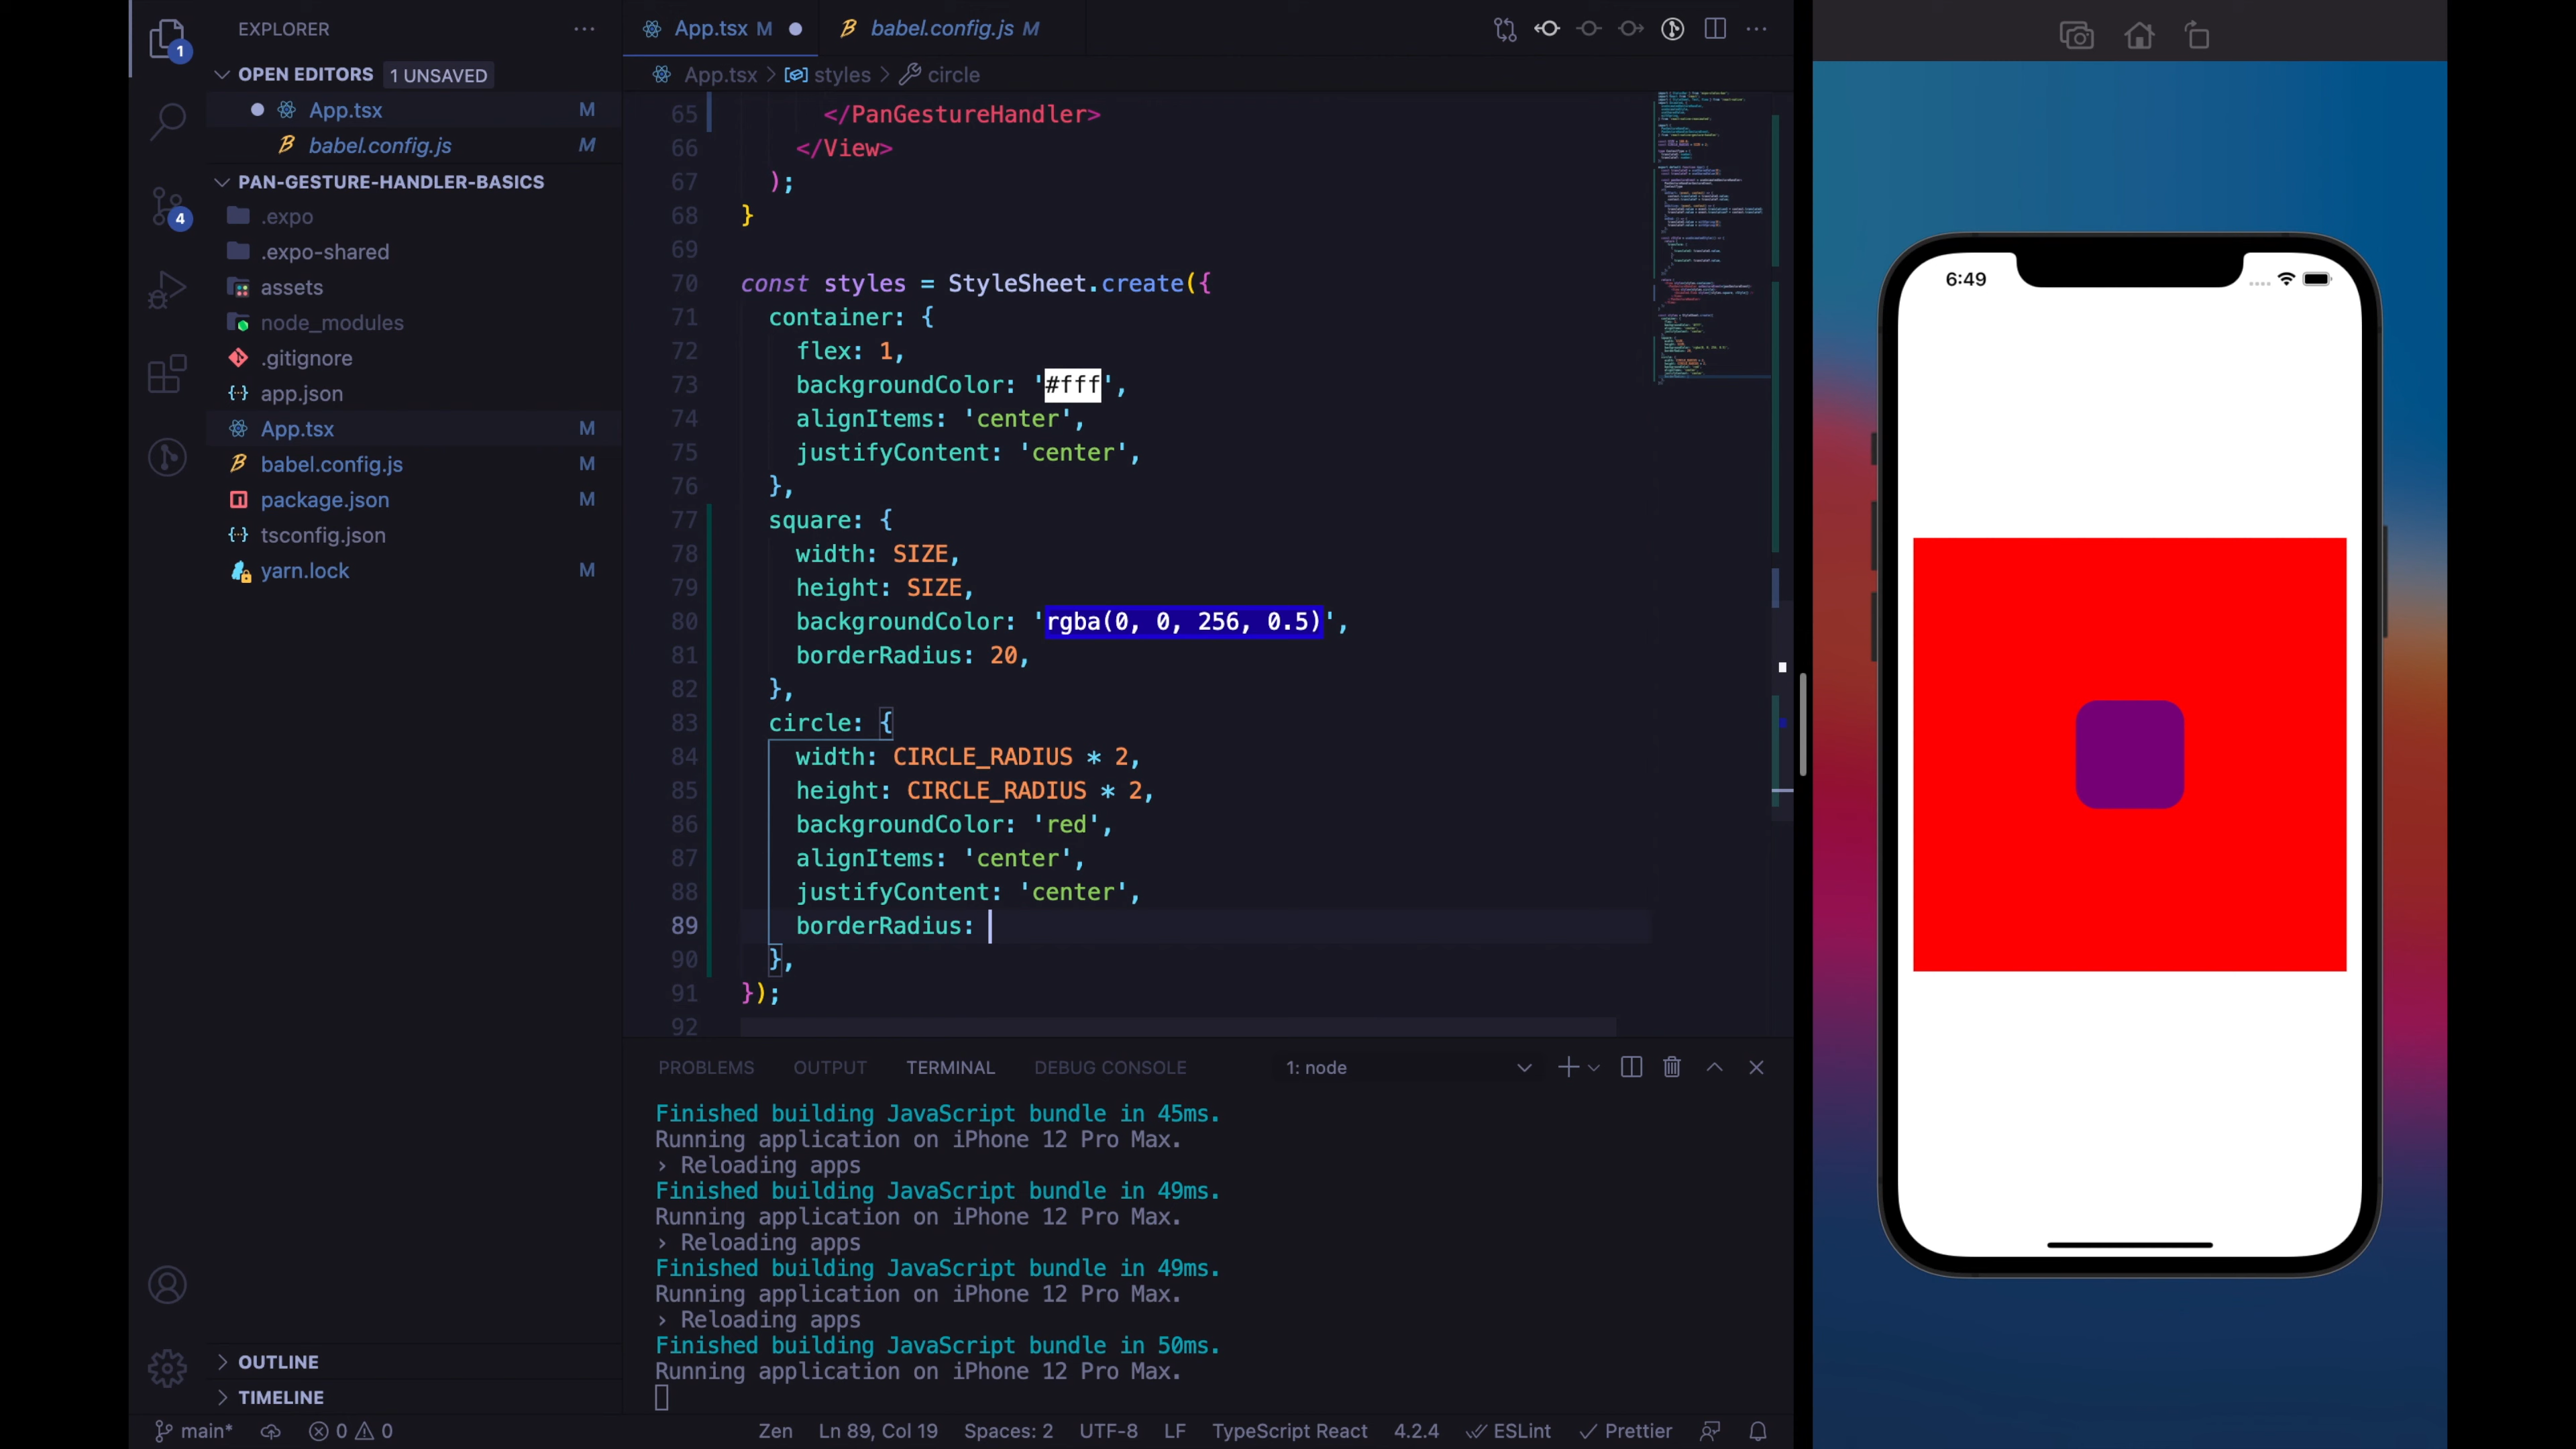 EXPLORER
OPEN EDITORS 1 UNSAVED
App.tsx M
babel.config.js M
PAN-GESTURE-HANDLER-BASICS
.expo
.expo-shared
assets
node_modules
.gitignore
app.json
App.tsx M
babel.config.js M
package.json M
tsconfig.json
yarn.lock M
OUTLINE
TIMELINE
1
4
App.tsx M
babel.config.js M
App.tsx > styles > circle
65 </PanGestureHandler>
66 </View>
67 );
68 }
69
70 const styles = StyleSheet.create({
71 container: {
72 flex: 1,
73 backgroundColor: '#fff',
74 alignItems: 'center',
75 justifyContent: 'center',
76 },
77 square: {
78 width: SIZE,
79 height: SIZE,
80 backgroundColor: 'rgba(0, 0, 256, 0.5)',
81 borderRadius: 20,
82 },
83 circle: {
84 width: CIRCLE_RADIUS * 2,
85 height: CIRCLE_RADIUS * 2,
86 backgroundColor: 'red',
87 alignItems: 'center',
88 justifyContent: 'center',
89 borderRadius:
90 },
91 });
92
PROBLEMS OUTPUT TERMINAL DEBUG CONSOLE 1: node
Finished building JavaScript bundle in 45ms.
Running application on iPhone 12 Pro Max.
› Reloading apps
Finished building JavaScript bundle in 49ms.
Running application on iPhone 12 Pro Max.
› Reloading apps
Finished building JavaScript bundle in 49ms.
Running application on iPhone 12 Pro Max.
› Reloading apps
Finished building JavaScript bundle in 50ms.
Running application on iPhone 12 Pro Max.
main* 0 0 Zen Ln 89, Col 19 Spaces: 2 UTF-8 LF TypeScript React 4.2.4 ESLint Prettier
6:49